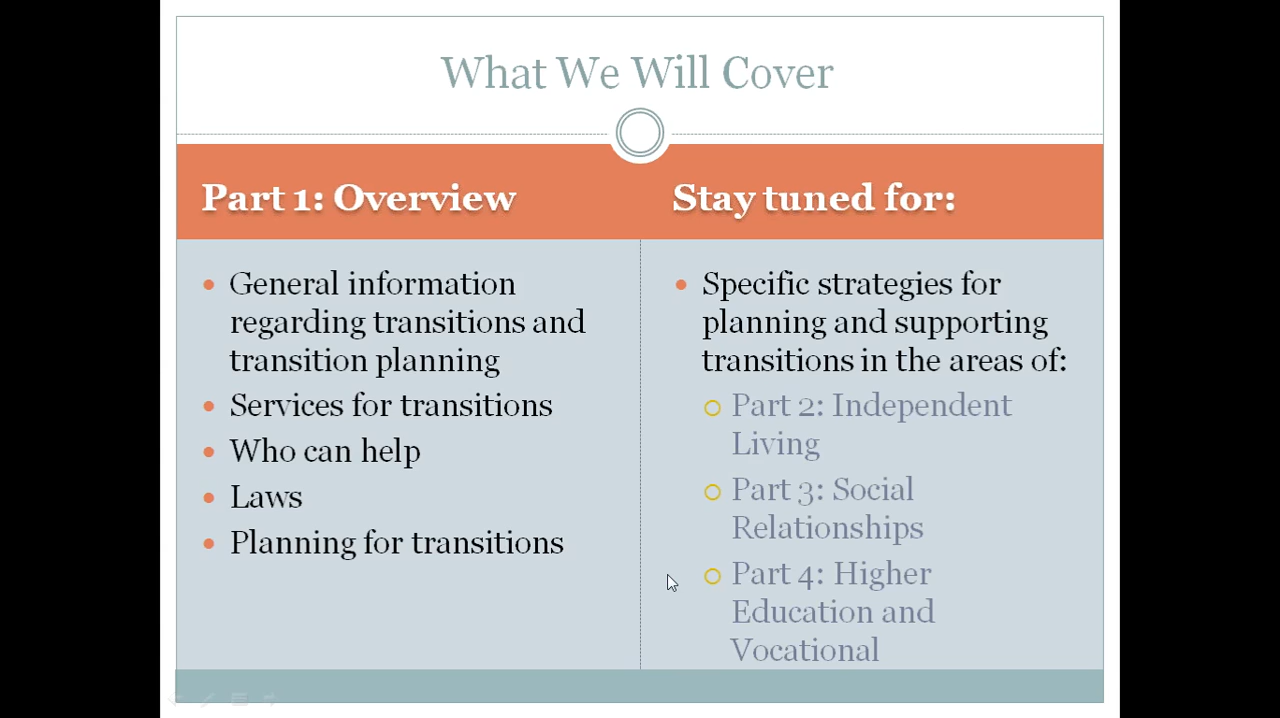 What We Will Cover
Part 1: Overview
General information
regarding transitions and
transition planning
Services for transitions
Who can help
Laws
Planning for transitions
Stay tuned for:
Specific strategies for
planning and supporting
transitions in the areas of:
Part 2: Independent
Living
Part 3: Social
Relationships
Part 4: Higher
Education and
Vocational